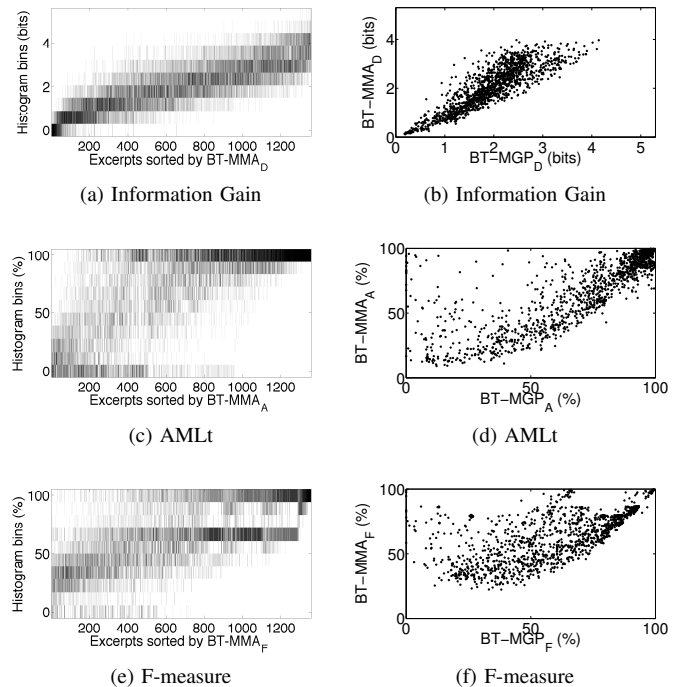 Histogram bins (bits)
4
2
0
200 400 600 800 1000 1200
Excerpts sorted by BT-MMA_D
(a) Information Gain
BT−MMA_D (bits)
4
2
0
0 1 2 3 4 5
BT−MGP_D (bits)
(b) Information Gain
Histogram bins (%)
100
50
0
200 400 600 800 1000 1200
Excerpts sorted by BT-MMA_A
(c) AMLt
BT−MMA_A (%)
100
50
0
0 50 100
BT−MGP_A (%)
(d) AMLt
Histogram bins (%)
100
50
0
200 400 600 800 1000 1200
Excerpts sorted by BT-MMA_F
(e) F-measure
BT−MMA_F (%)
100
50
0
0 50 100
BT−MGP_F (%)
(f) F-measure